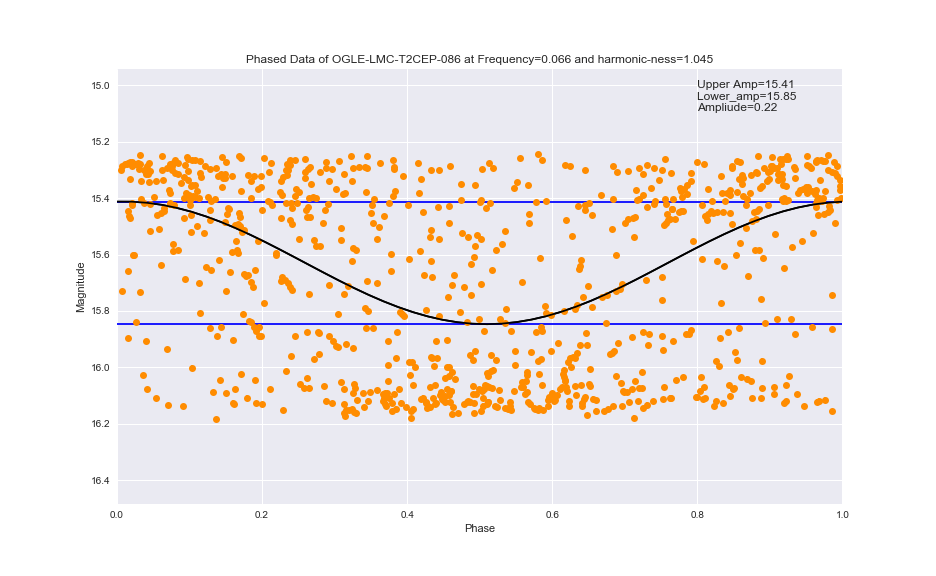 Phased Data of OGLE-LMC-T2CEP-086 at Frequency=0.066 and harmonic-ness=1.045
Upper Amp=15.41
Lower_amp=15.85
Ampliude=0.22
15.0
15.2
15.4
15.6
15.8
16.0
16.2
16.4
Magnitude
0.0 0.2 0.4 0.6 0.8 1.0
Phase